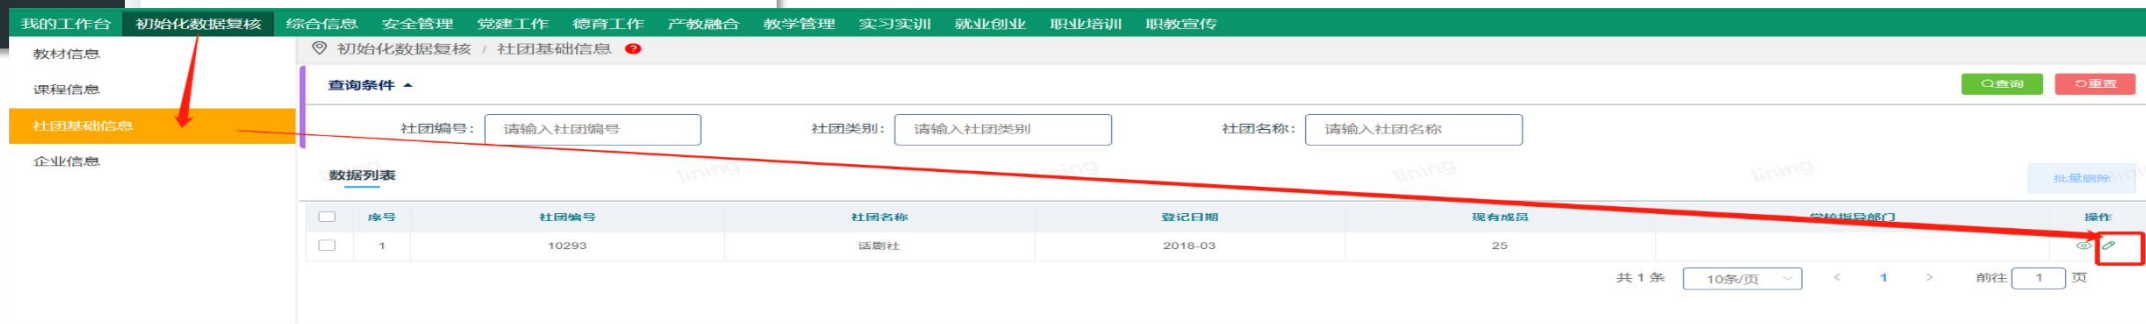 我的工作台 初始化数据复核 综合信息 安全管理 党建工作 德育工作 产教融合 教学管理 实习实训 就业创业 职业培训 职教宣传
教材信息
课程信息
社团基础信息
企业信息
初始化数据复核 / 社团基础信息 ?
查询条件 查询 重置
社团编号: 请输入社团编号 社团类别: 请输入社团类别 社团名称: 请输入社团名称
数据列表 批量删除
lining lining lining lining
序号 社团编号 社团名称 登记日期 现有成员 学校指导部门 操作
1 10293 话剧社 2018-03 25
共 1 条 10条/页 < 1 > 前往 1 页